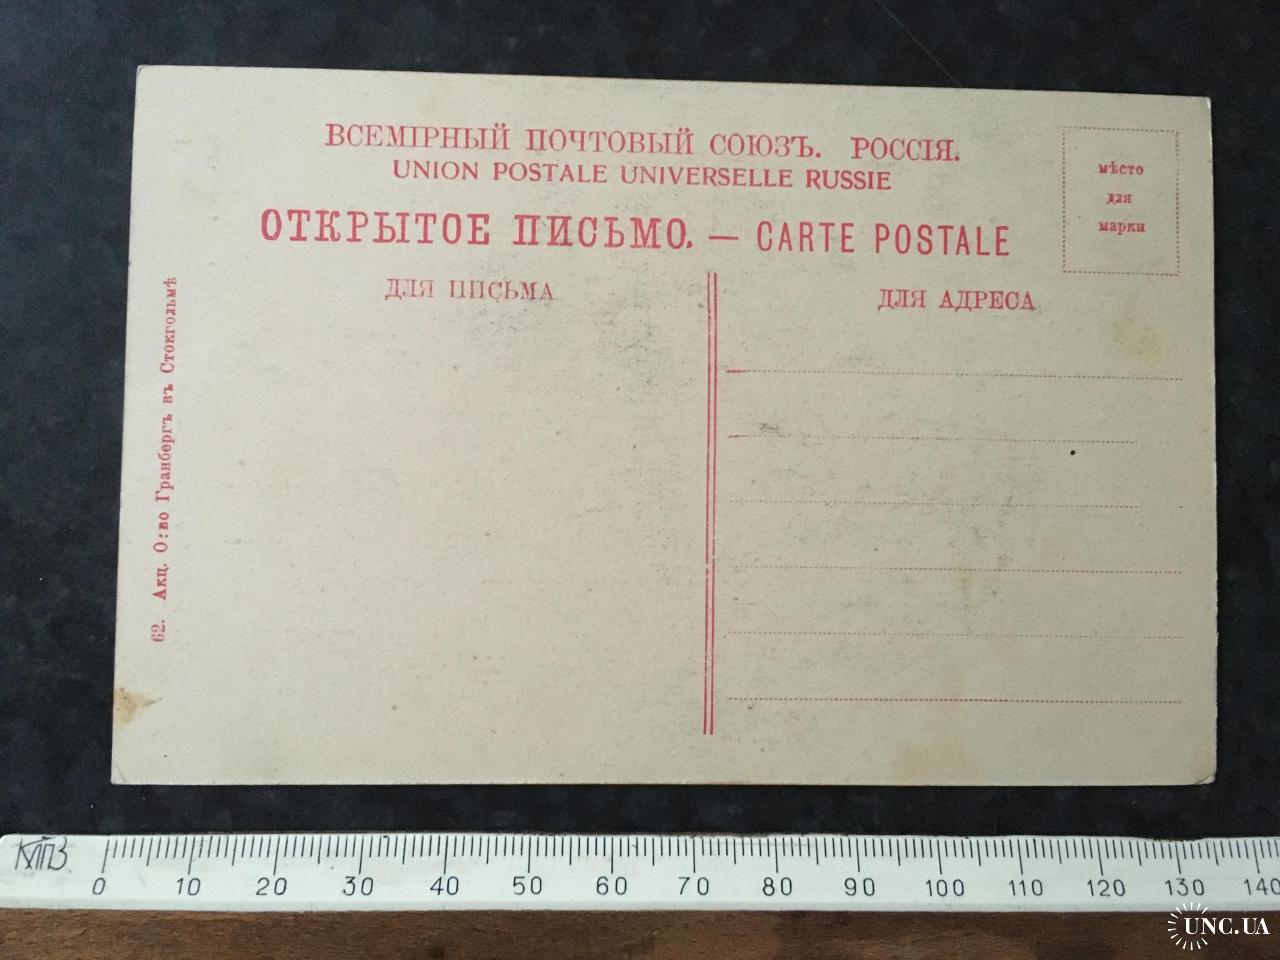 ВСЕМІРНЫЙ ПОЧТОВЫЙ СОЮЗЪ. РОССІЯ.
UNION POSTALE UNIVERSELLE RUSSIE
ОТКРЫТОЕ ПИСЬМО. — CARTE POSTALE
мѣсто
для
марки
ДЛЯ ПИСЬМА
ДЛЯ АДРЕСА
62. Акц. О:во Гранбергъ въ Стокгольмѣ
КПЗ
0 10 20 30 40 50 60 70 80 90 100 110 120 130 140
UNC.UA